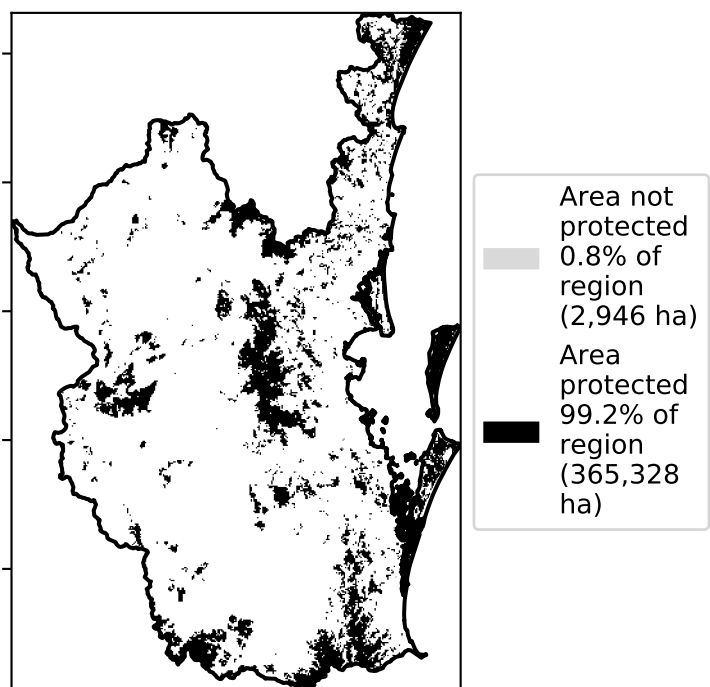 Area not
protected
0.8% of
region
(2,946 ha)
Area
protected
99.2% of
region
(365,328
ha)